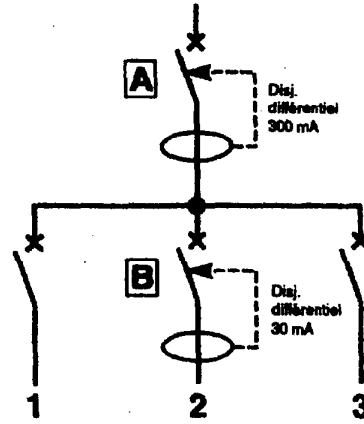 A
Disj.
différentiel
300 mA
B
Disj.
différentiel
30 mA
1 2 3